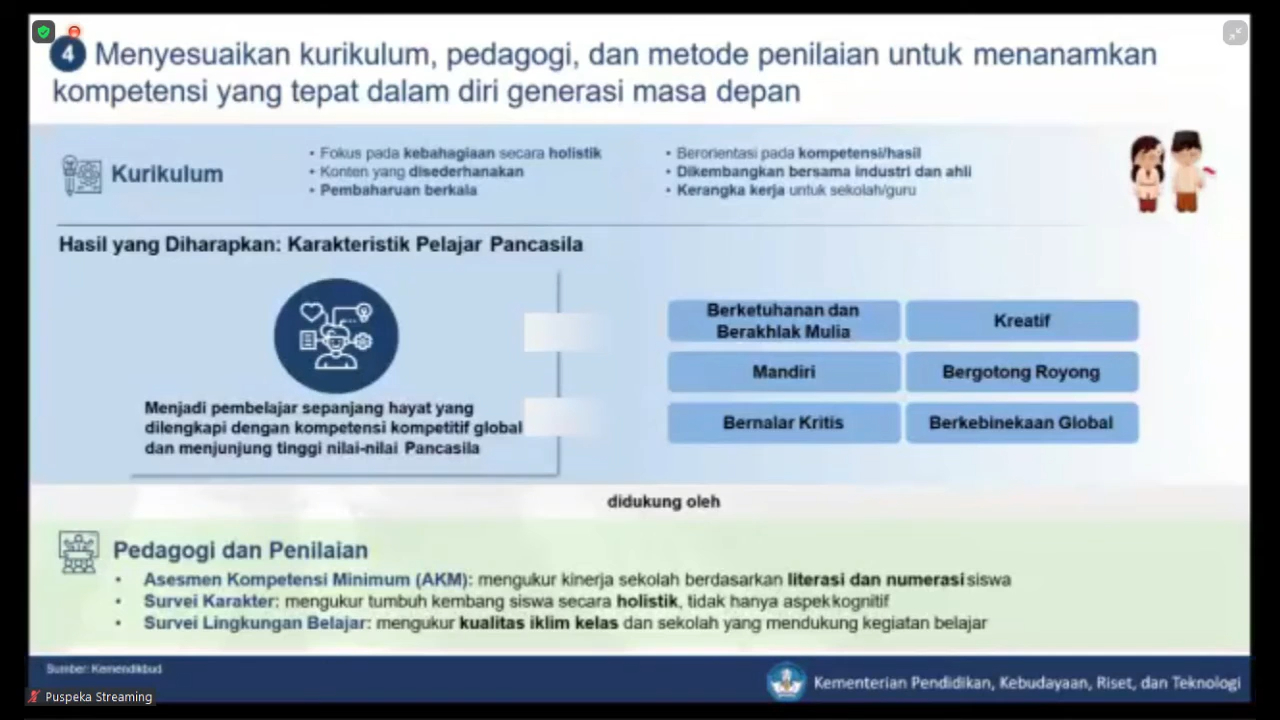 4 Menyesuaikan kurikulum, pedagogi, dan metode penilaian untuk menanamkan
kompetensi yang tepat dalam diri generasi masa depan
Kurikulum
• Fokus pada kebahagiaan secara holistik
• Konten yang disederhanakan
• Pembaharuan berkala
• Berorientasi pada kompetensi/hasil
• Dikembangkan bersama industri dan ahli
• Kerangka kerja untuk sekolah/guru
Hasil yang Diharapkan: Karakteristik Pelajar Pancasila
Menjadi pembelajar sepanjang hayat yang
dilengkapi dengan kompetensi kompetitif global
dan menjunjung tinggi nilai-nilai Pancasila
Berketuhanan dan
Berakhlak Mulia
Kreatif
Mandiri
Bergotong Royong
Bernalar Kritis
Berkebinekaan Global
didukung oleh
Pedagogi dan Penilaian
• Asesmen Kompetensi Minimum (AKM): mengukur kinerja sekolah berdasarkan literasi dan numerasi siswa
• Survei Karakter: mengukur tumbuh kembang siswa secara holistik, tidak hanya aspek kognitif
• Survei Lingkungan Belajar: mengukur kualitas iklim kelas dan sekolah yang mendukung kegiatan belajar
Sumber: Kemendikbud
Kementerian Pendidikan, Kebudayaan, Riset, dan Teknologi
Puspeka Streaming